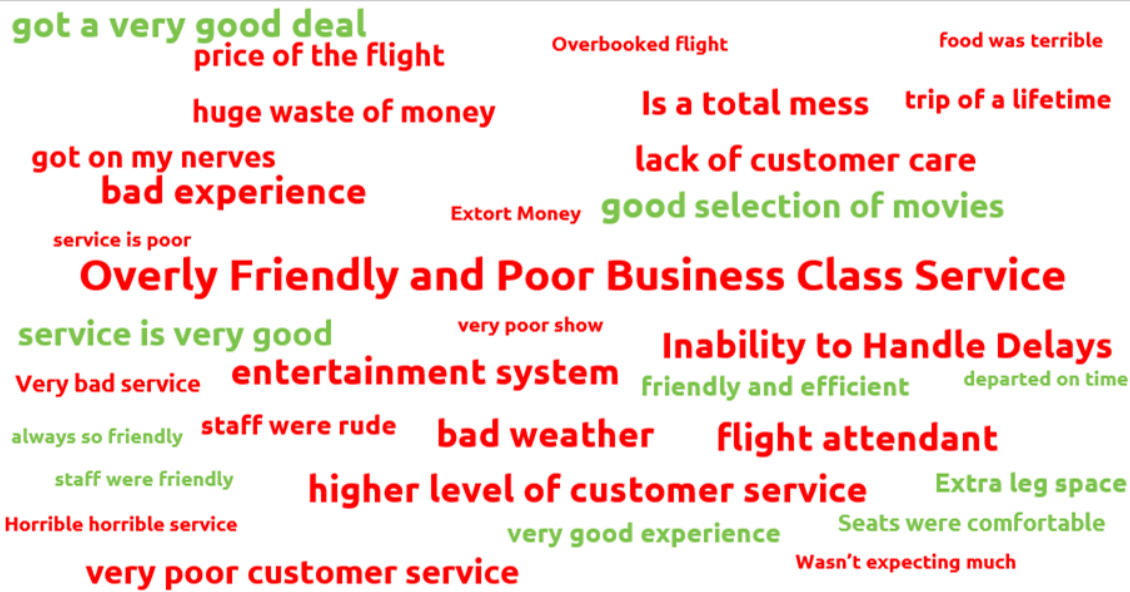 got a very good deal
price of the flight
Overbooked flight
food was terrible
huge waste of money
Is a total mess
trip of a lifetime
got on my nerves
lack of customer care
bad experience
Extort Money
good selection of movies
service is poor
Overly Friendly and Poor Business Class Service
service is very good
very poor show
Inability to Handle Delays
Very bad service
entertainment system
friendly and efficient
departed on time
always so friendly
staff were rude
bad weather
flight attendant
staff were friendly
higher level of customer service
Extra leg space
Horrible horrible service
very good experience
Seats were comfortable
very poor customer service
Wasn’t expecting much